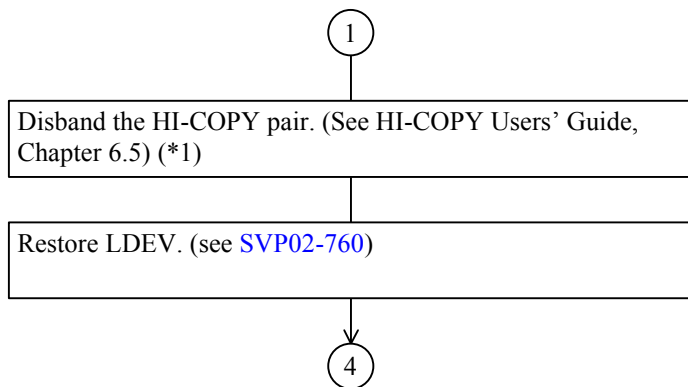 1
Disband the HI-COPY pair. (See HI-COPY Users’ Guide,
Chapter 6.5) (*1)
Restore LDEV. (see SVP02-760)
4